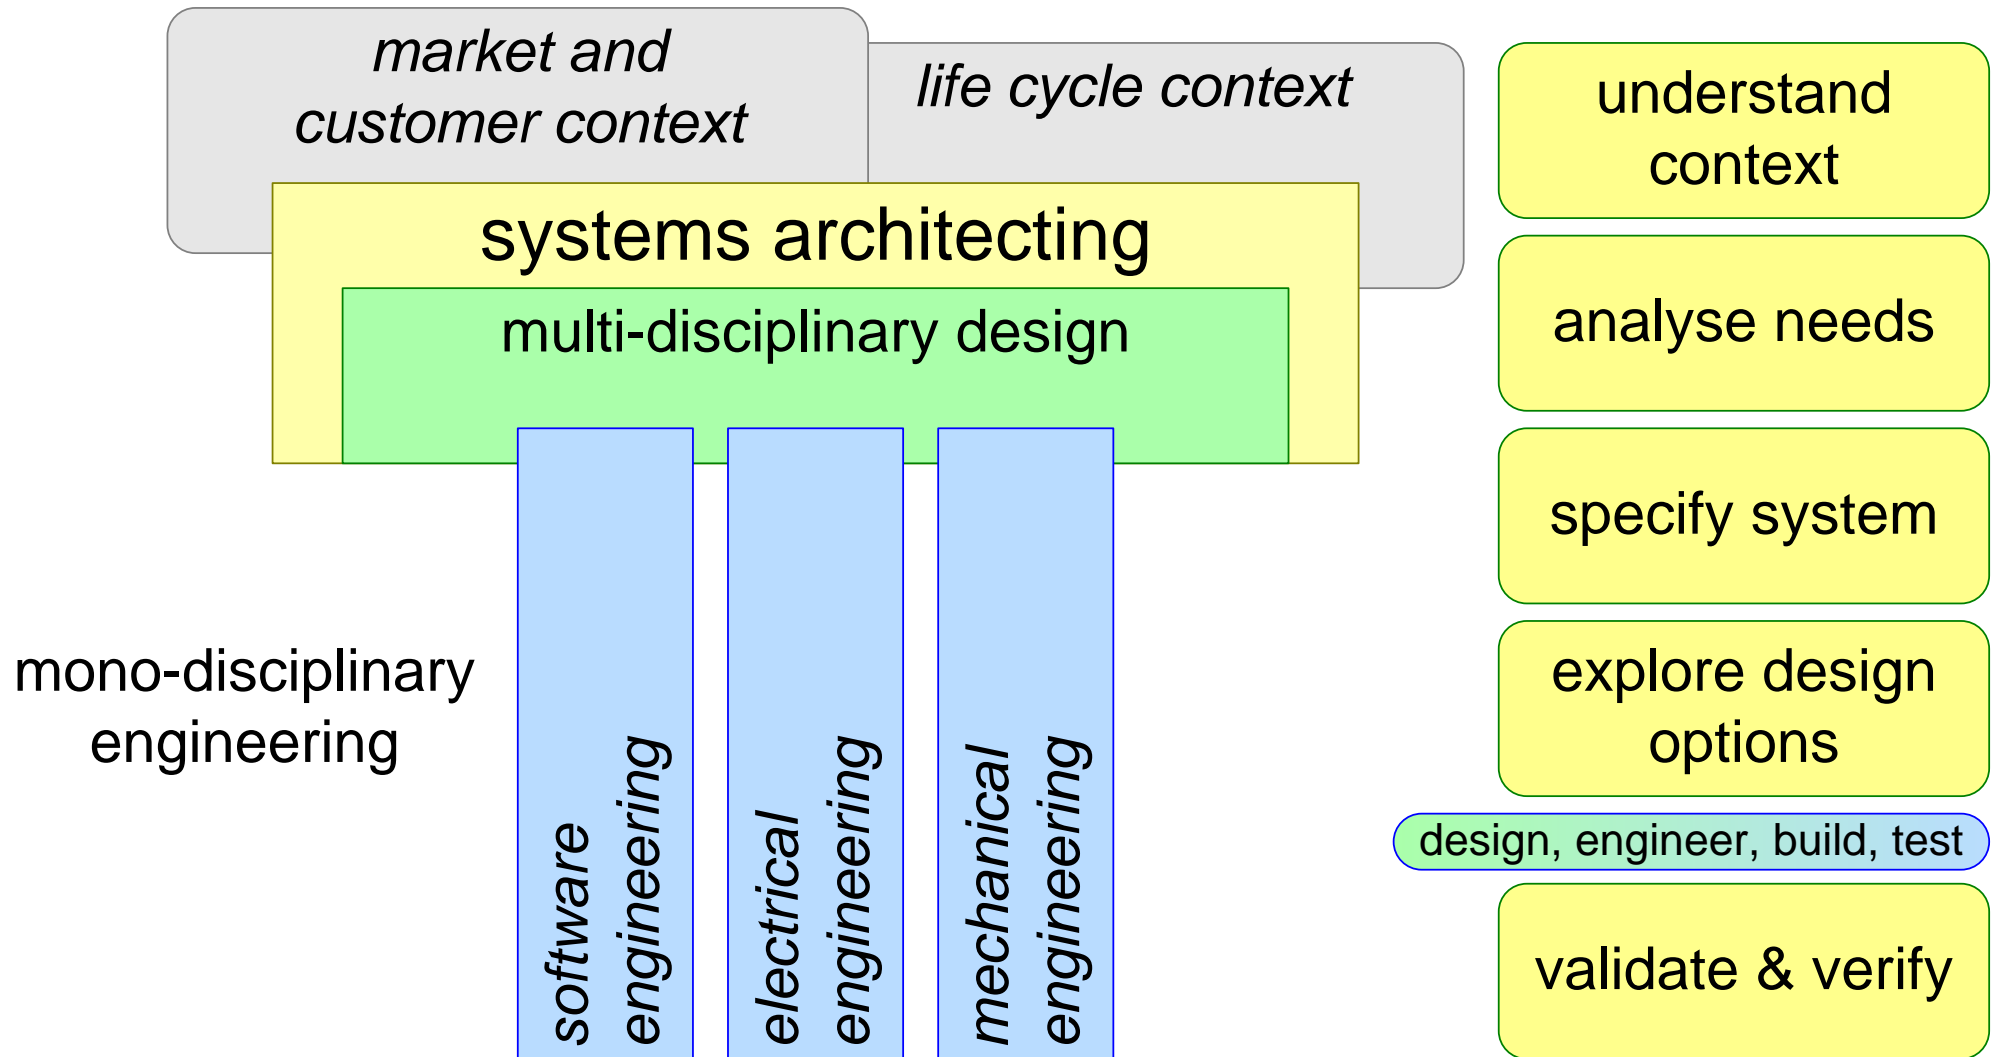 market and
customer context
life cycle context
systems architecting
multi-disciplinary design
mono-disciplinary
engineering
software
engineering
electrical
engineering
mechanical
engineering
understand
context
analyse needs
specify system
explore design
options
design, engineer, build, test
validate & verify